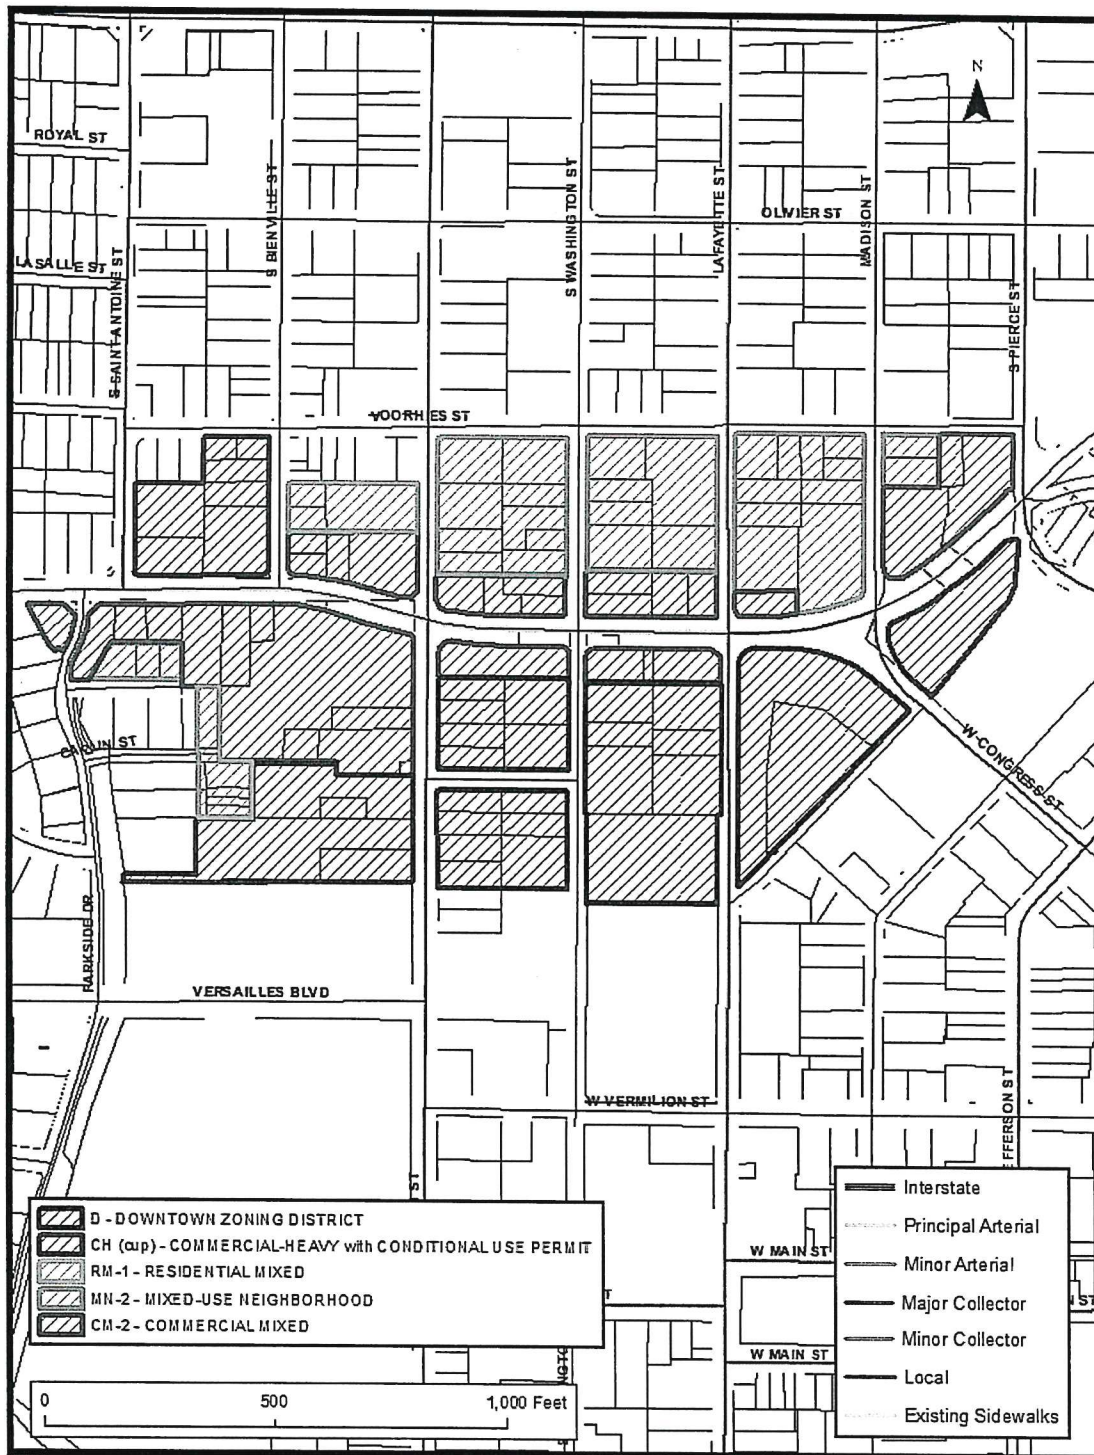 N
ROYAL ST
S BIENVILLE ST
S WASHINGTON ST
LAFAYETTE ST
OLIVIER ST
MADISON ST
LASALLE ST
S SAINT ANTOINE ST
S PIERCE ST
VOORHIES ST
W CONGRESS ST
PARKSIDE DR
VERSAILLES BLVD
W VERMILION ST
EFFERSON ST
ST
D - DOWNTOWN ZONING DISTRICT
CH (cup) - COMMERCIAL-HEAVY with CONDITIONAL USE PERMIT
RM-1 - RESIDENTIAL MIXED
MN-2 - MIXED-USE NEIGHBORHOOD
CM-2 - COMMERCIAL MIXED
W MAIN ST
W MAIN ST
0 500 1,000 Feet
Interstate
Principal Arterial
Minor Arterial
Major Collector
Minor Collector
Local
Existing Sidewalks